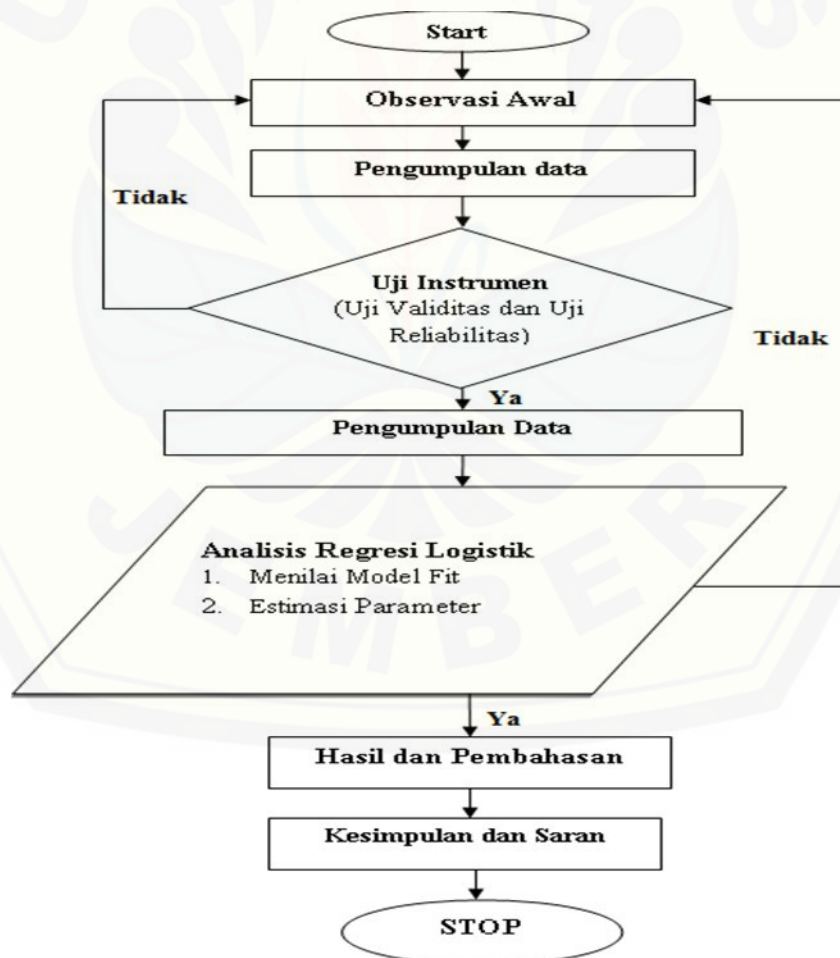 Start
Observasi Awal
Pengumpulan data
Tidak
Uji Instrumen
(Uji Validitas dan Uji
Reliabilitas)
Tidak
Ya
Pengumpulan Data
Analisis Regresi Logistik
1. Menilai Model Fit
2. Estimasi Parameter
JEMBER
Ya
Hasil dan Pembahasan
Kesimpulan dan Saran
STOP